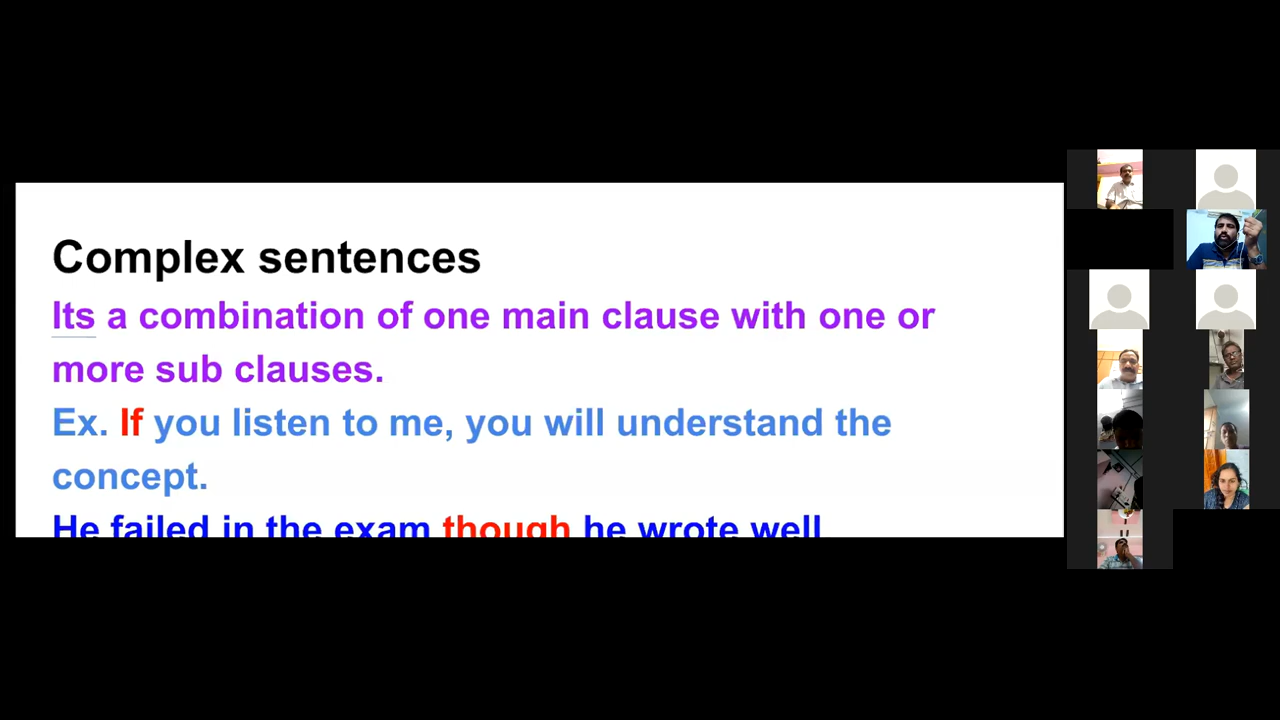 Complex sentences
Its a combination of one main clause with one or
more sub clauses.
Ex. If you listen to me, you will understand the
concept.
He failed in the exam though he wrote well